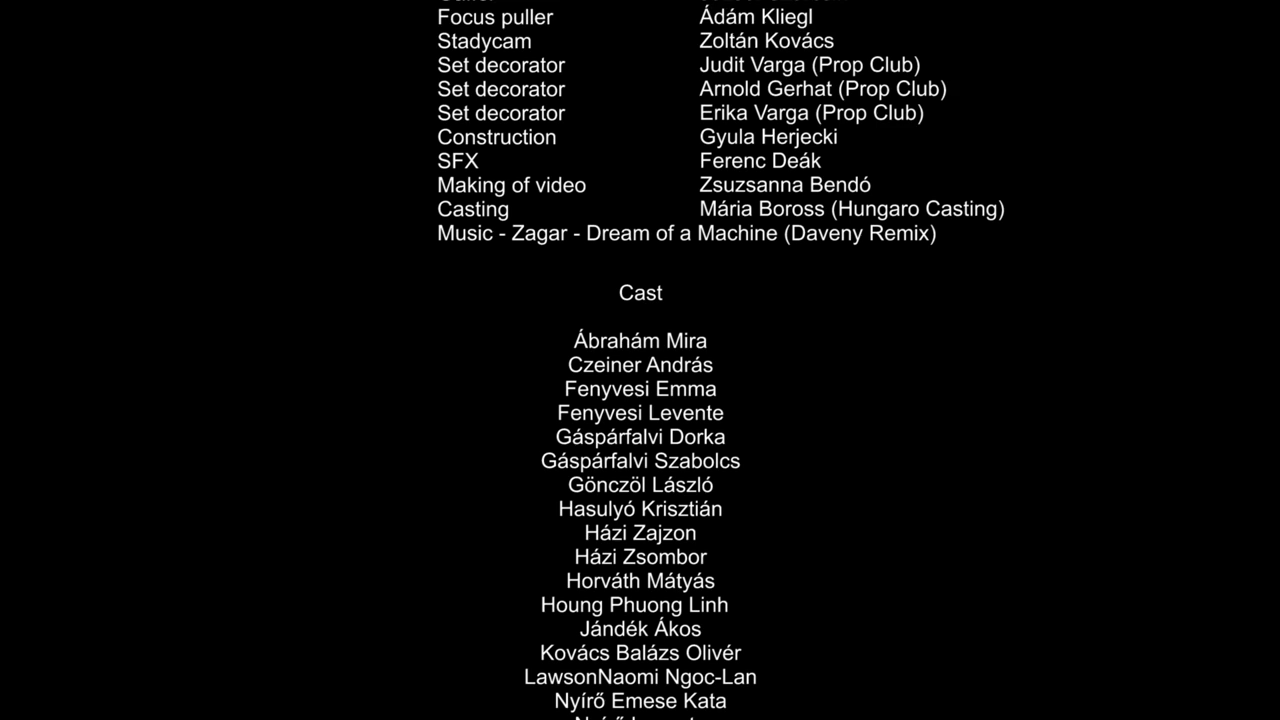 Focus puller Ádám Kliegl
Stadycam Zoltán Kovács
Set decorator Judit Varga (Prop Club)
Set decorator Arnold Gerhat (Prop Club)
Set decorator Erika Varga (Prop Club)
Construction Gyula Herjecki
SFX Ferenc Deák
Making of video Zsuzsanna Bendó
Casting Mária Boross (Hungaro Casting)
Music - Zagar - Dream of a Machine (Daveny Remix)
Cast
Ábrahám Mira
Czeiner András
Fenyvesi Emma
Fenyvesi Levente
Gáspárfalvi Dorka
Gáspárfalvi Szabolcs
Gönczöl László
Hasulyó Krisztián
Házi Zajzon
Házi Zsombor
Horváth Mátyás
Houng Phuong Linh
Jándék Ákos
Kovács Balázs Olivér
LawsonNaomi Ngoc-Lan
Nyírő Emese Kata